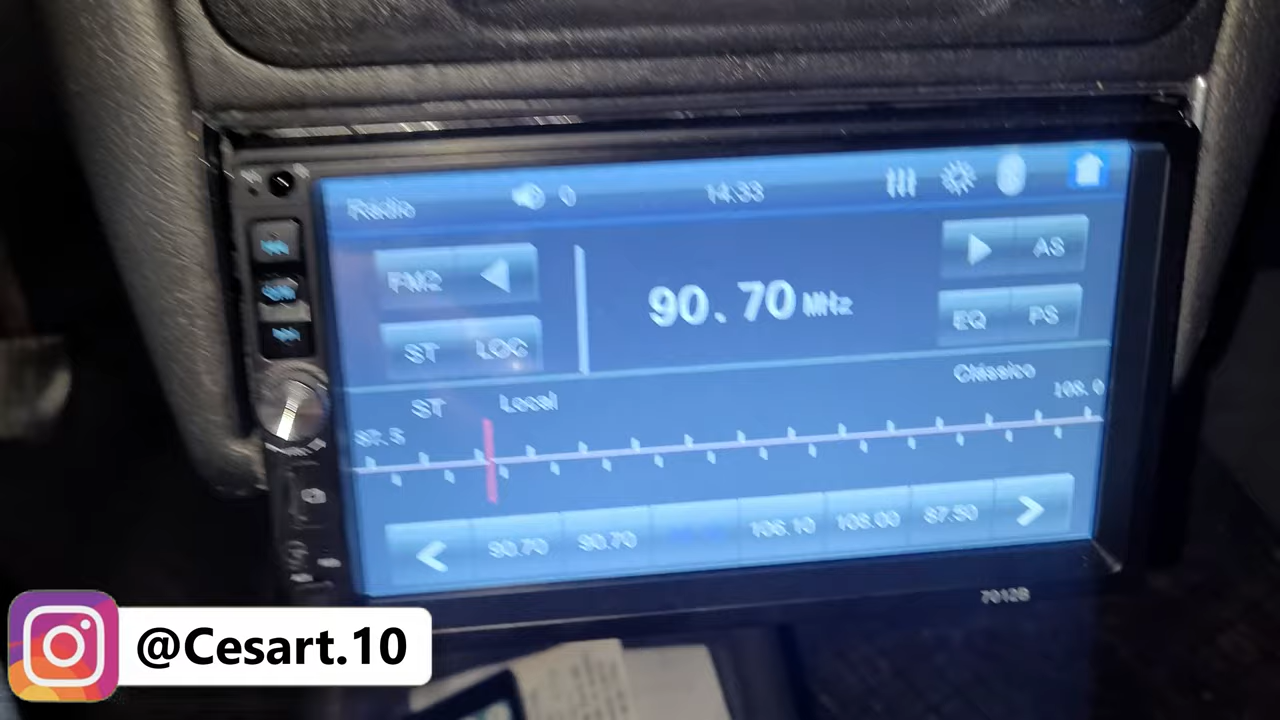 Rádio 0 14:33
FM2 AS
90.70 MHz
ST LOC EQ PS
ST Local Clássico
87.5 108.0
90.70 90.70 106.10 108.00 87.50
7012B
@Cesart.10